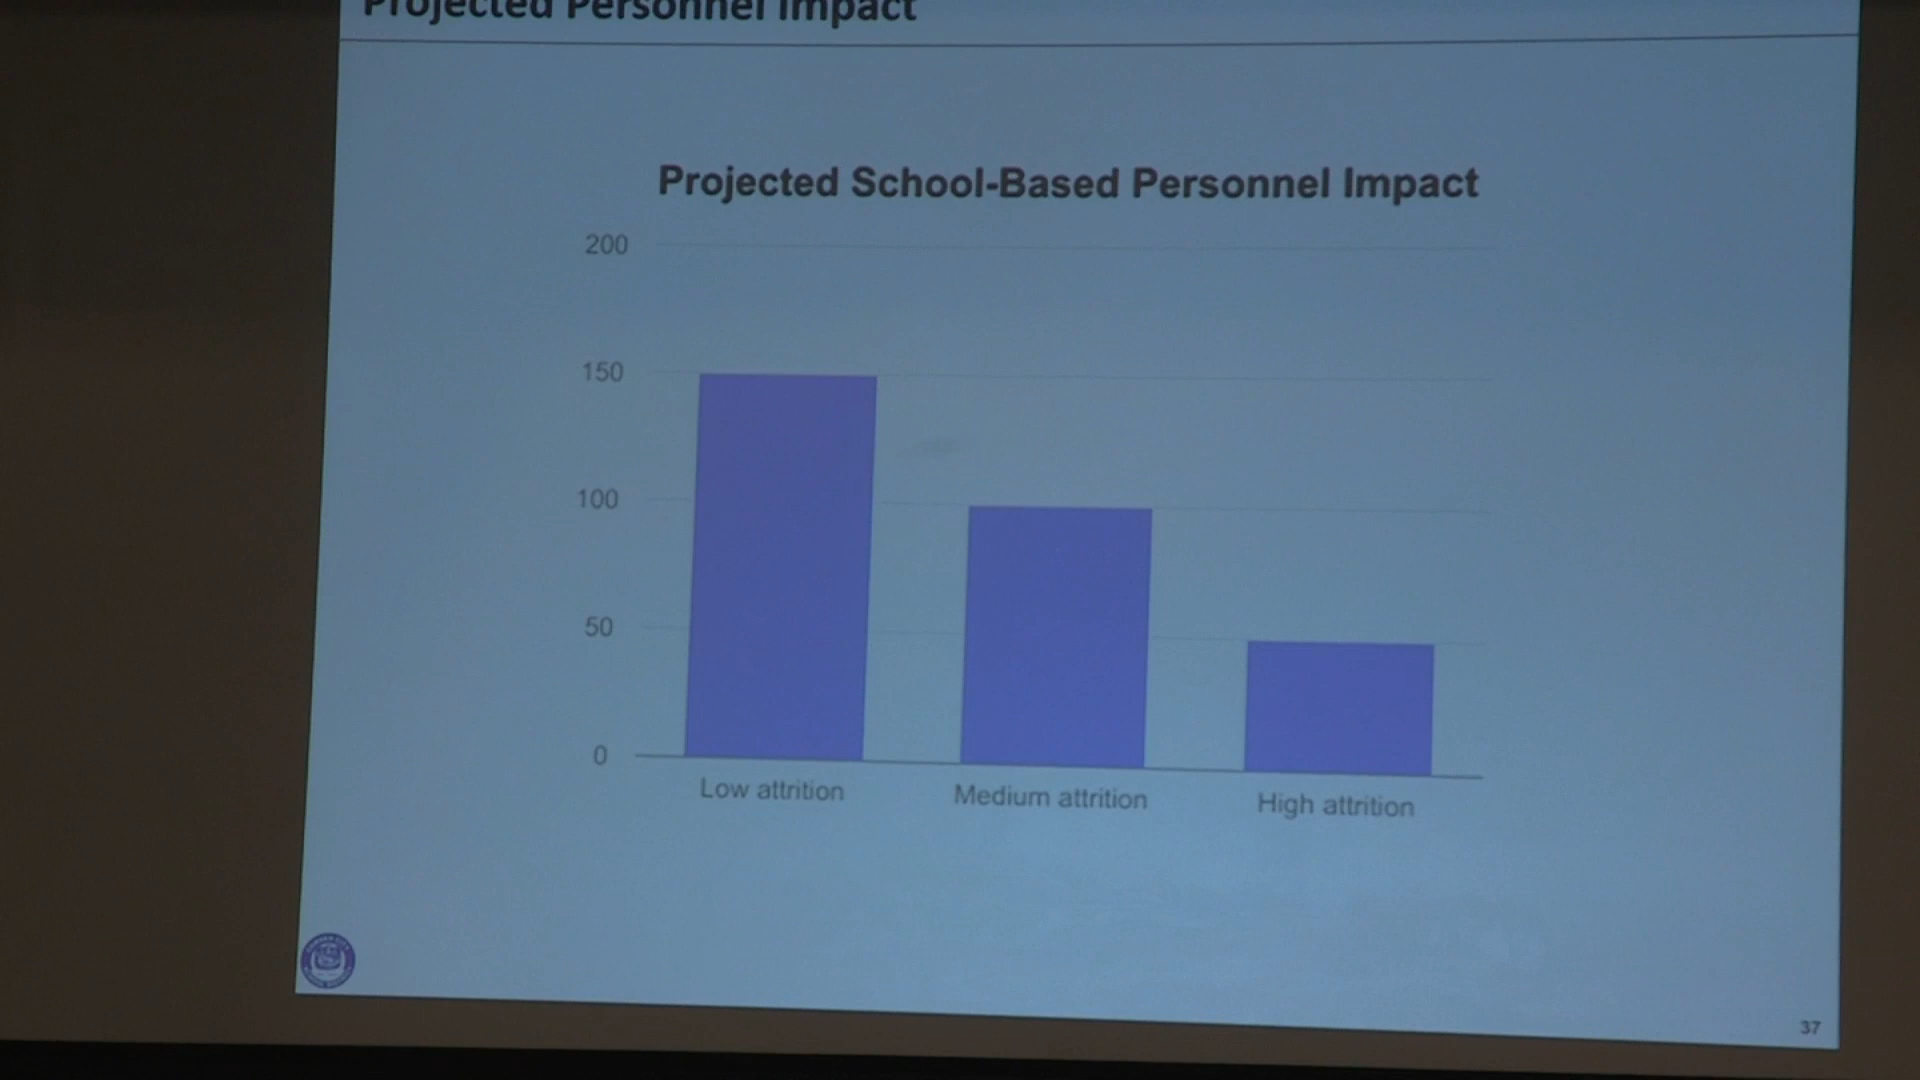 Projected Personnel Impact
Projected School-Based Personnel Impact
200
150
100
50
0
Low attrition
Medium attrition
High attrition
37